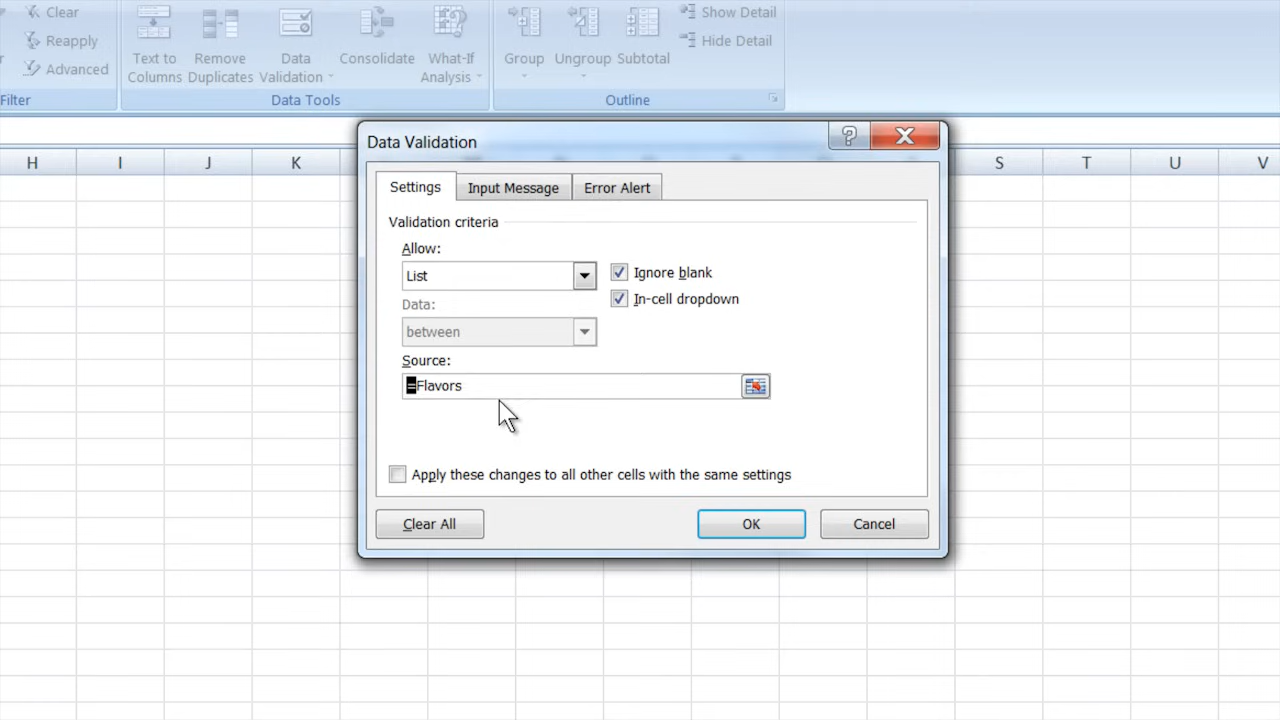 Clear
Reapply
Advanced
Filter
Text to
Columns
Remove
Duplicates
Data
Validation
Consolidate
What-If
Analysis
Data Tools
Group
Ungroup
Subtotal
Show Detail
Hide Detail
Outline
H I J K S T U V
Data Validation
Settings Input Message Error Alert
Validation criteria
Allow:
List
Ignore blank
Data:
In-cell dropdown
between
Source:
=Flavors
Apply these changes to all other cells with the same settings
Clear All OK Cancel